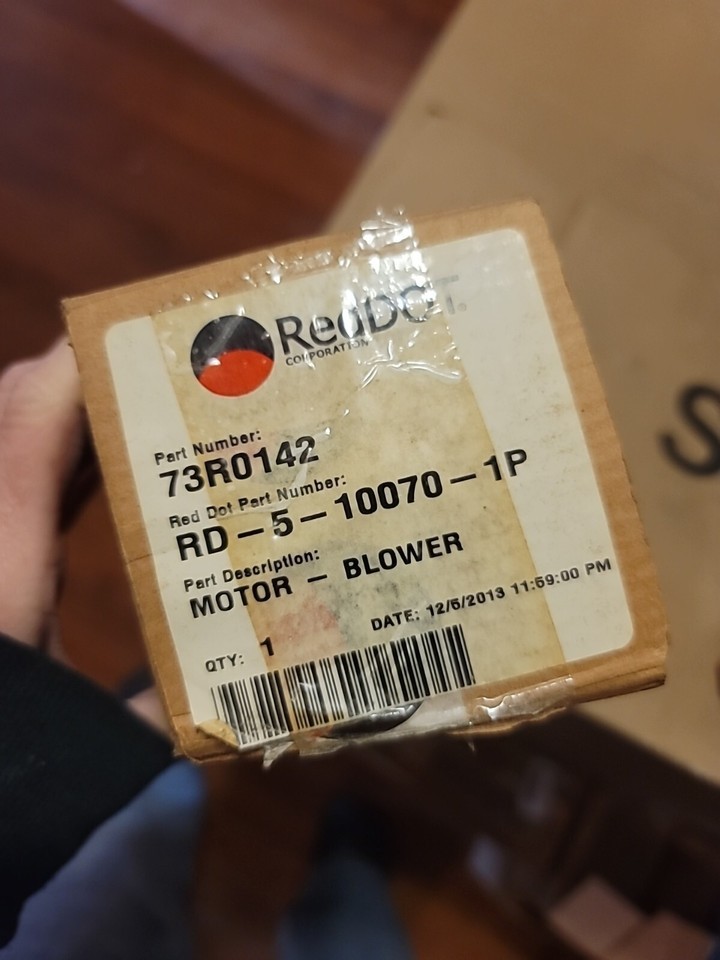 RedDOT.
CORPORATION
Part Number:
73R0142
Red Dot Part Number:
RD-5-10070-1P
Part Description:
MOTOR - BLOWER
DATE: 12/5/2013 11:59:00 PM
QTY: 1
S